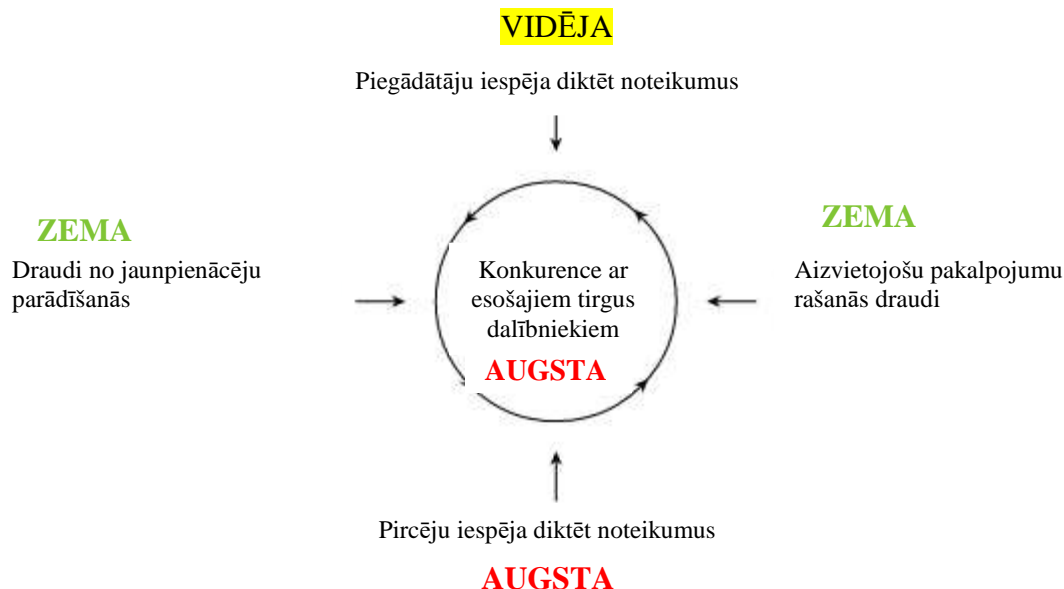 VIDĒJA
Piegādātāju iespēja diktēt noteikumus
ZEMA
Draudi no jaunpienācēju
parādīšanās
Konkurence ar
esošajiem tirgus
dalībniekiem
AUGSTA
ZEMA
Aizvietojošu pakalpojumu
rašanās draudi
Pircēju iespēja diktēt noteikumus
AUGSTA